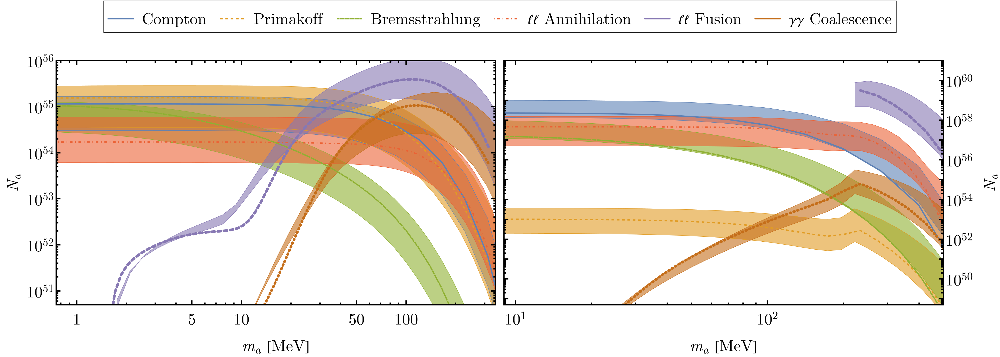 Compton Primakoff Bremsstrahlung ℓℓ Annihilation ℓℓ Fusion γγ Coalescence
10^56
10^55
10^54
10^53
10^52
10^51
N_a
1 5 10 50 100
m_a [MeV]
10^60
10^58
10^56
10^54
10^52
10^50
N_a
10^1 10^2
m_a [MeV]